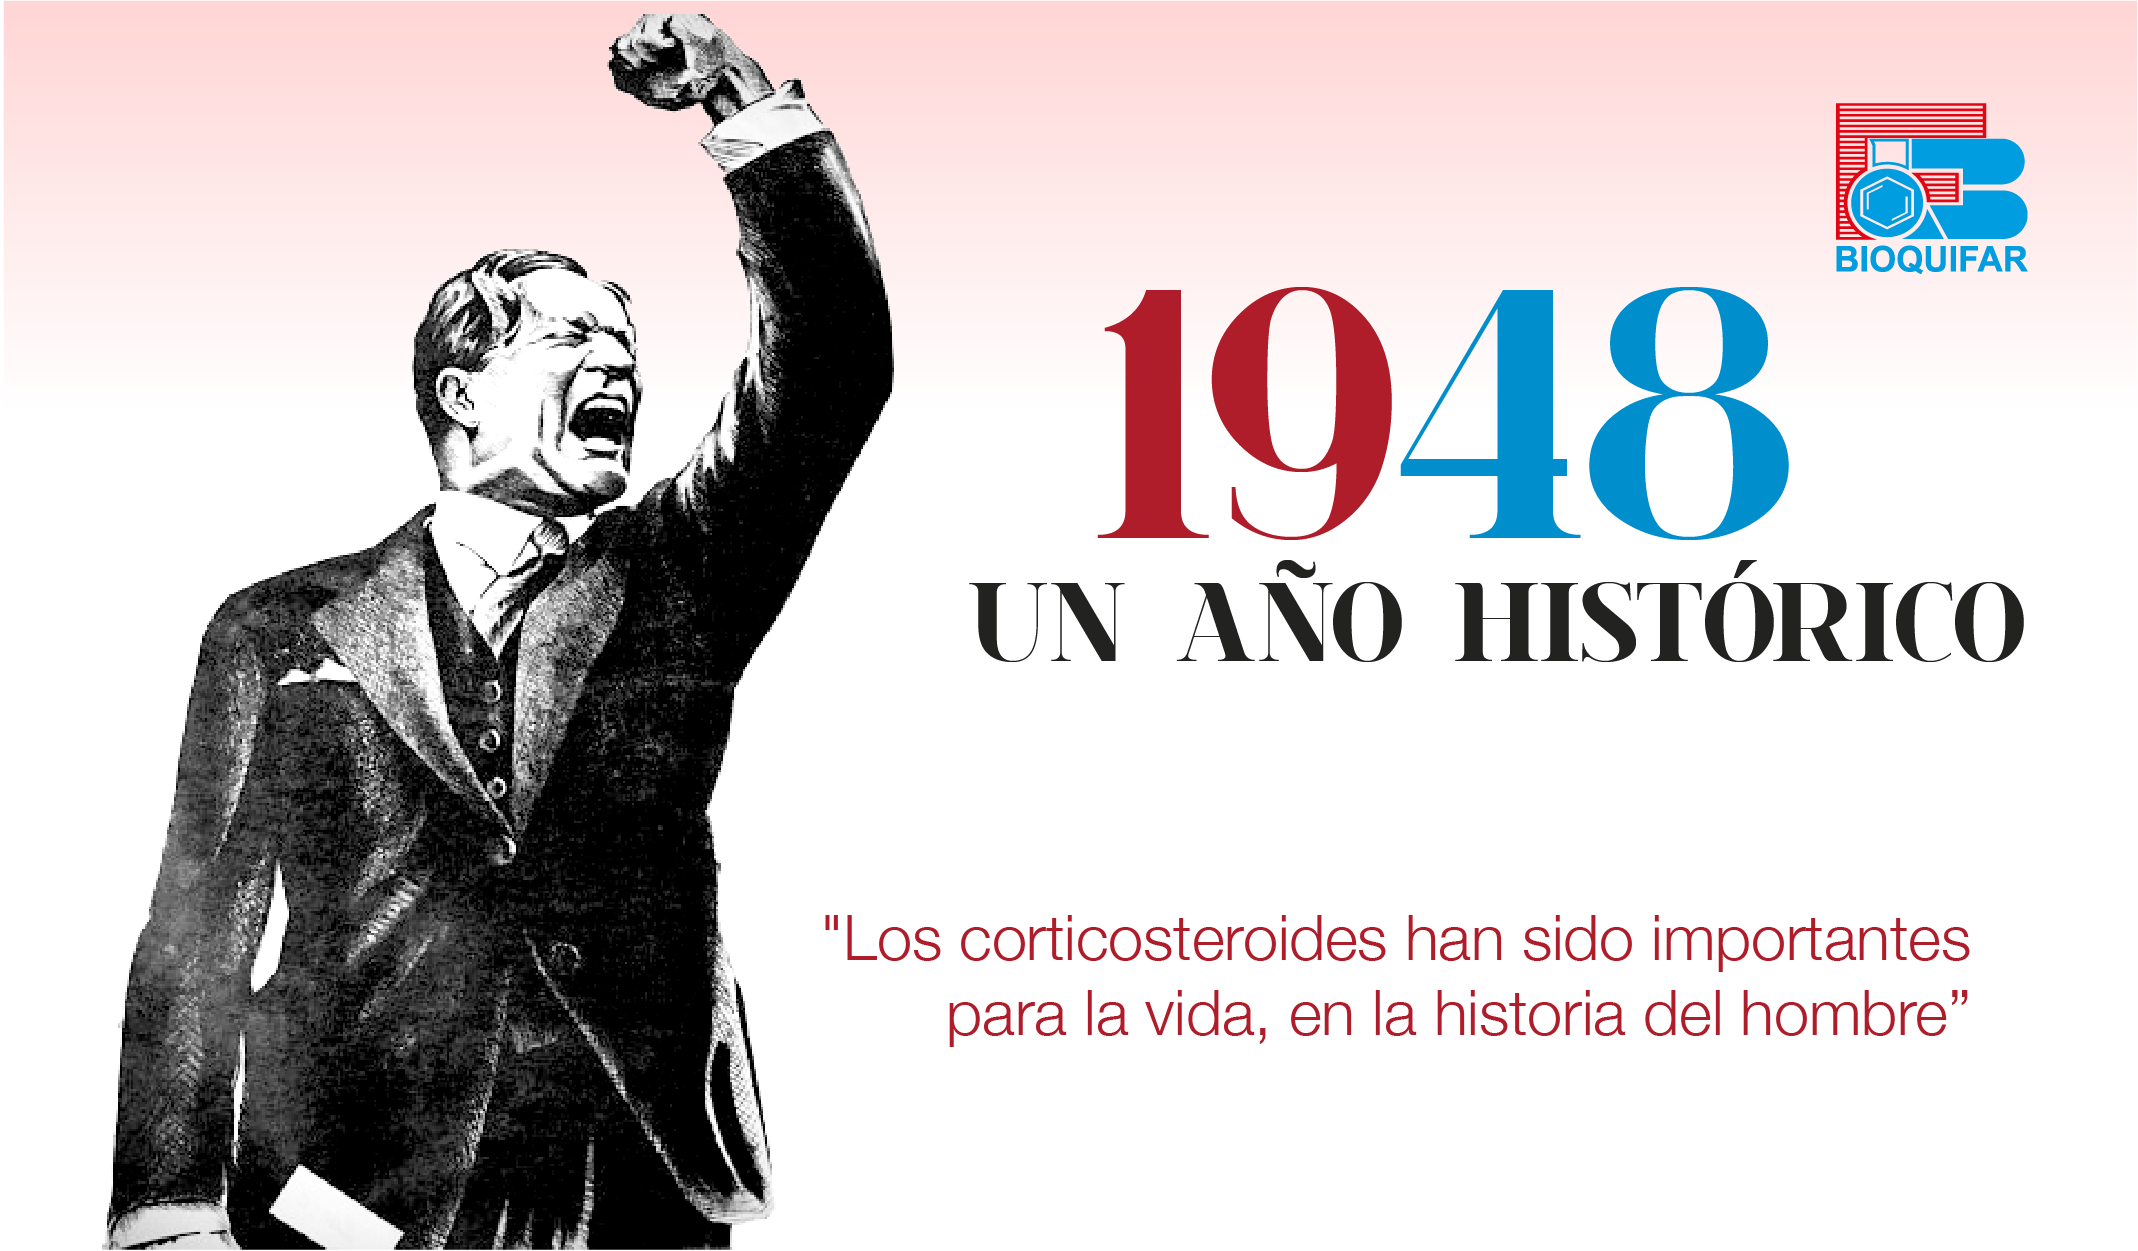 BIOQUIFAR
1948
UN AÑO HISTÓRICO
"Los corticosteroides han sido importantes
para la vida, en la historia del hombre”